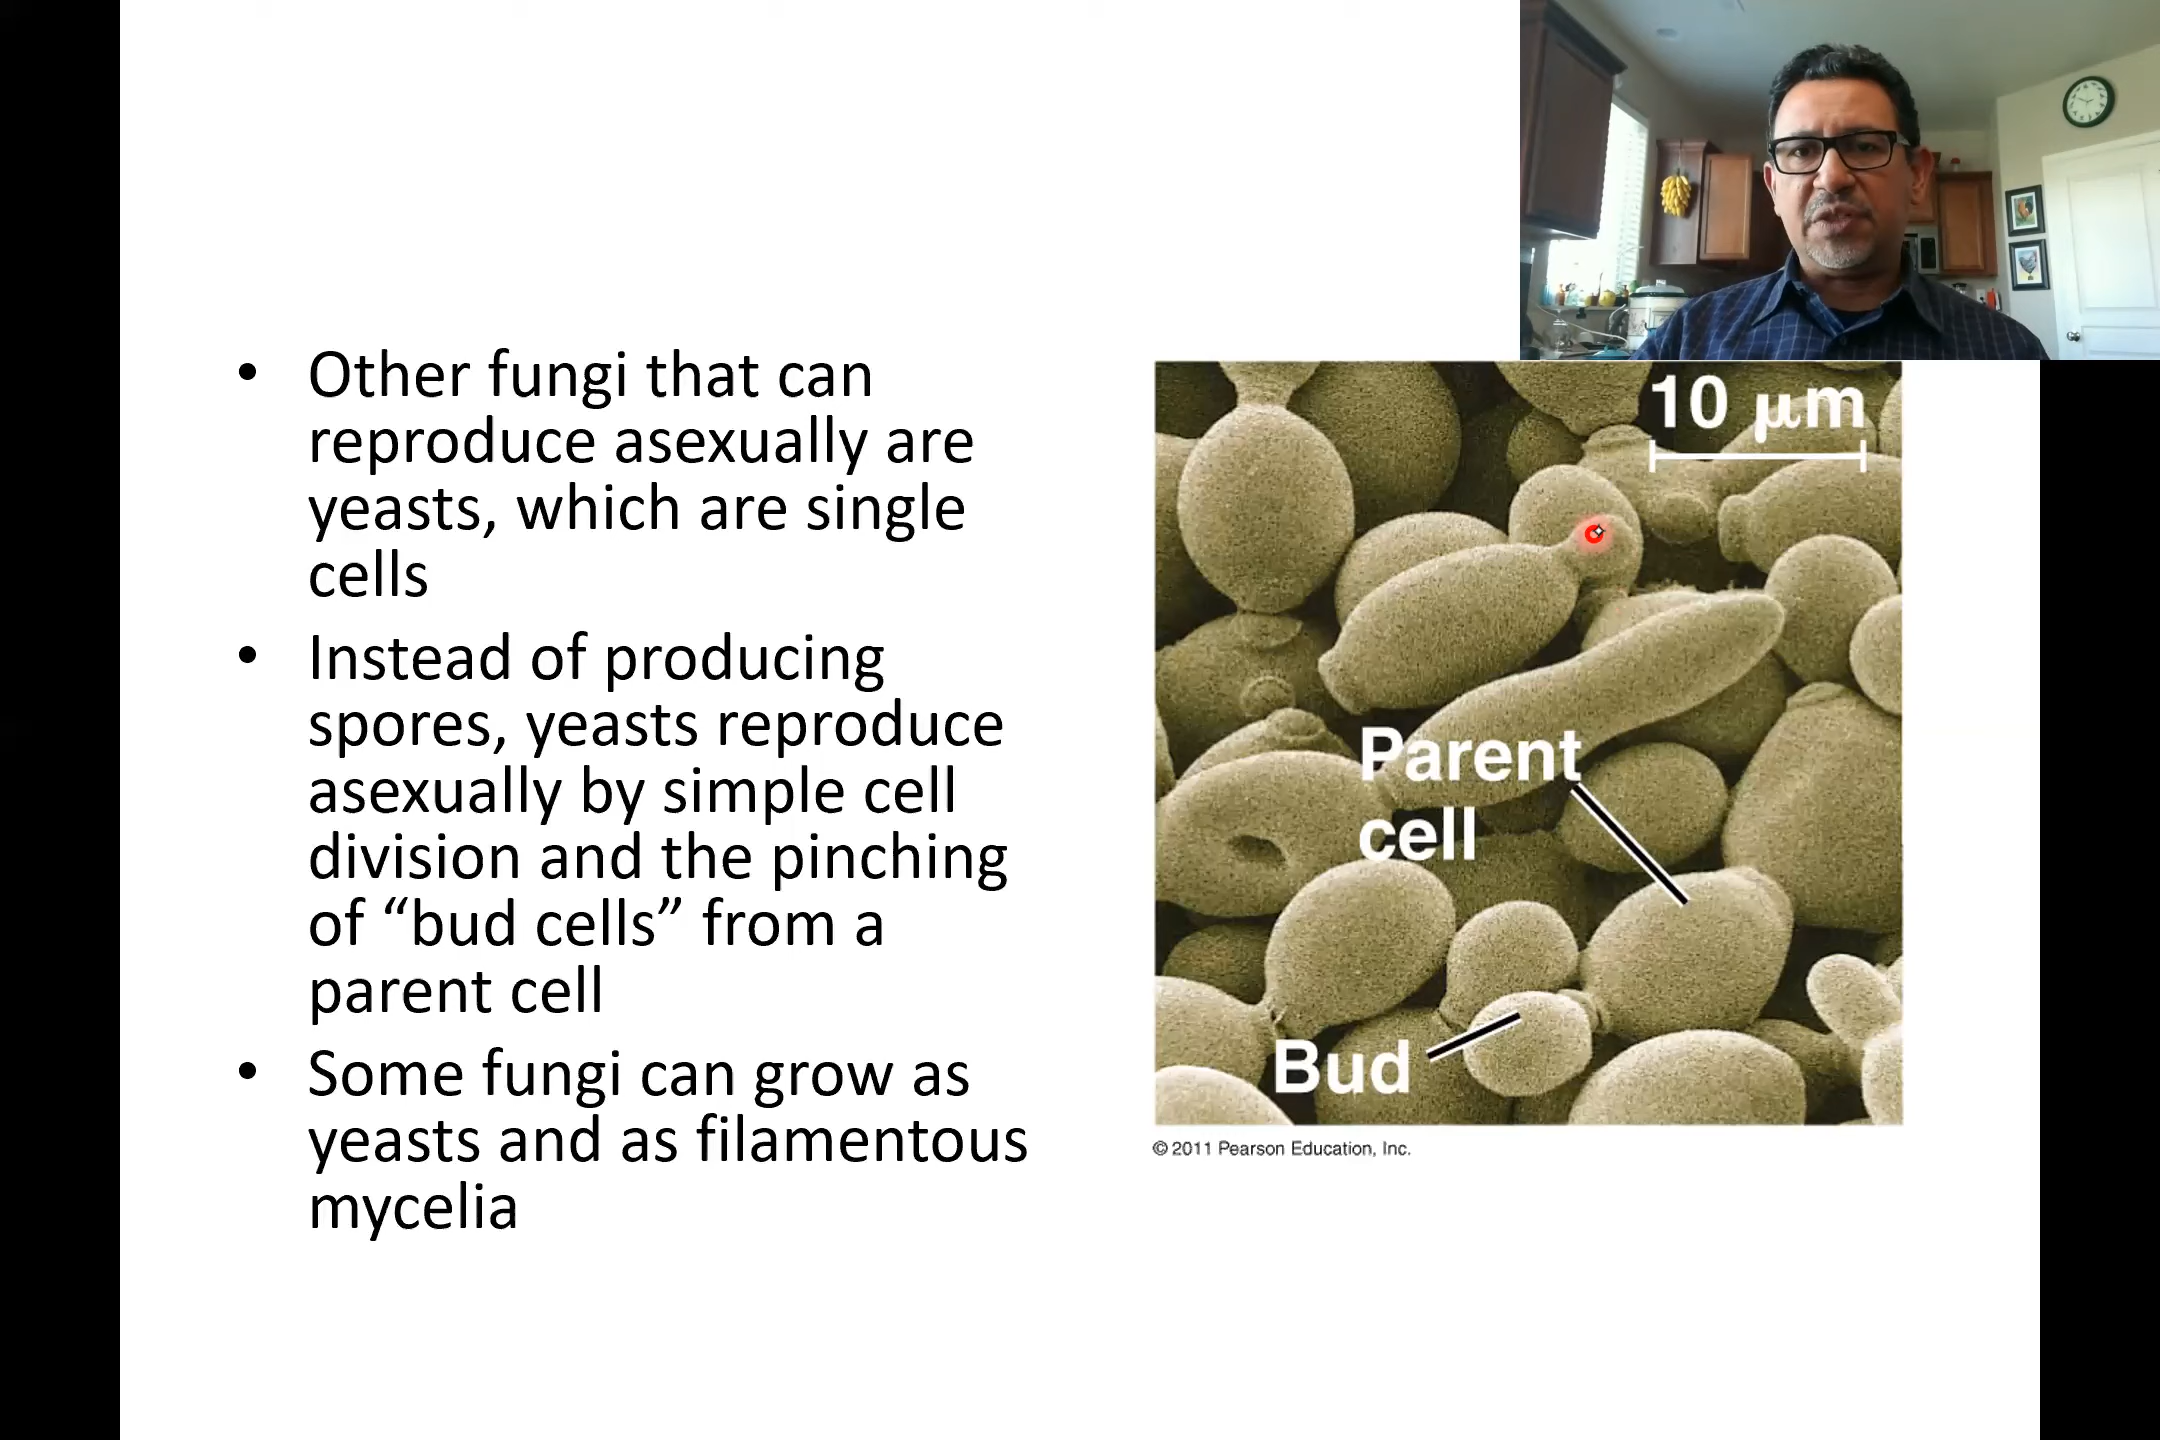 • Other fungi that can
reproduce asexually are
yeasts, which are single
cells
• Instead of producing
spores, yeasts reproduce
asexually by simple cell
division and the pinching
of “bud cells” from a
parent cell
• Some fungi can grow as
yeasts and as filamentous
mycelia
10 μm
Parent
cell
Bud
© 2011 Pearson Education, Inc.